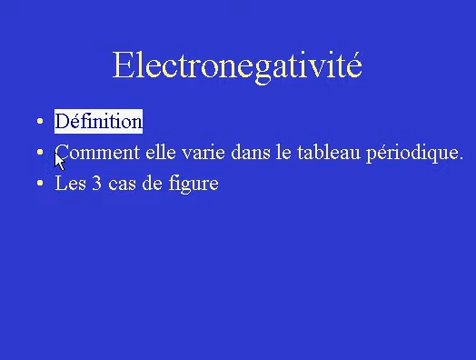 Electronegativité
• Définition
• Comment elle varie dans le tableau périodique.
• Les 3 cas de figure